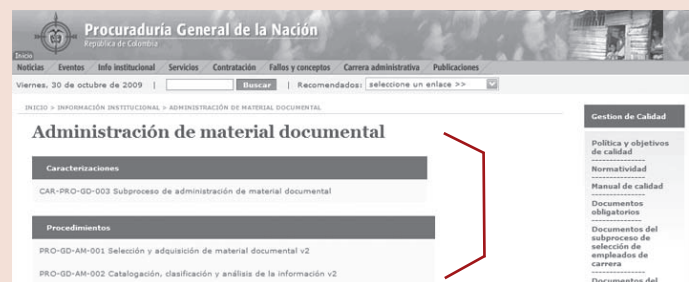 Procuraduría General de la Nación
República de Colombia
Inicio
Noticias Eventos Info institucional Servicios Contratación Fallos y conceptos Carrera administrativa Publicaciones
Viernes, 30 de octubre de 2009 | Buscar | Recomendados: seleccione un enlace >>
INICIO > INFORMACIÓN INSTITUCIONAL > ADMINISTRACIÓN DE MATERIAL DOCUMENTAL
Administración de material documental
Caracterizaciones
CAR-PRO-GD-003 Subproceso de administración de material documental
Procedimientos
PRO-GD-AM-001 Selección y adquisición de material documental v2
PRO-GD-AM-002 Catalogación, clasificación y análisis de la información v2
Gestion de Calidad
Política y objetivos
de calidad
---------------
Normatividad
---------------
Manual de calidad
---------------
Documentos
obligatorios
---------------
Documentos del
subproceso de
selección de
empleados de
carrera
---------------
Documentos del